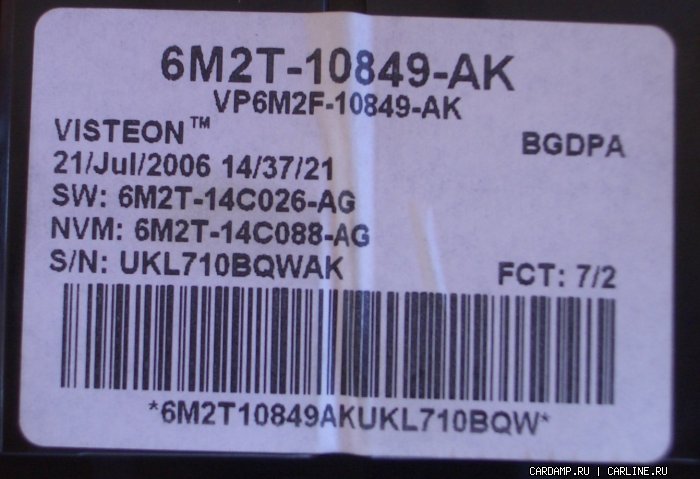 6M2T-10849-AK
VP6M2F-10849-AK
VISTEON™
BGDPA
21/Jul/2006 14/37/21
SW: 6M2T-14C026-AG
NVM: 6M2T-14C088-AG
S/N: UKL710BQWAK
FCT: 7/2
*6M2T10849AKUKL710BQW*
CARDAMP.RU | CARLINE.RU